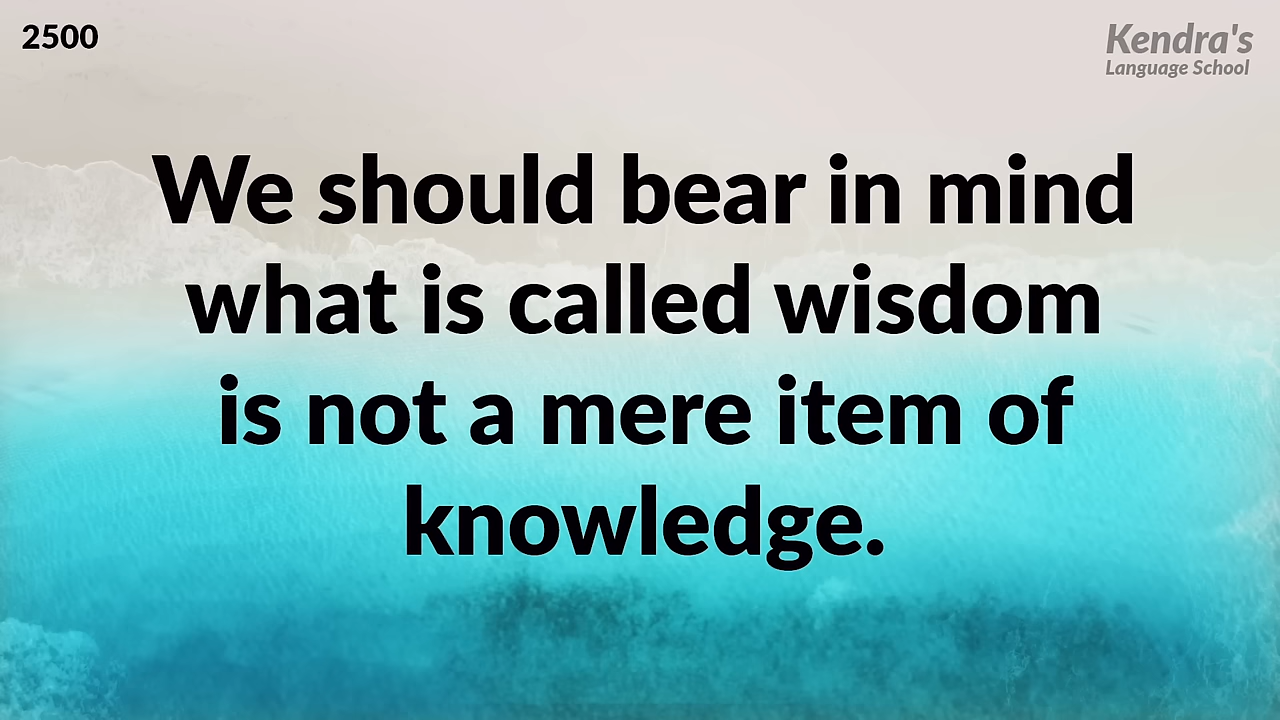 2500
Kendra's
Language School
We should bear in mind
what is called wisdom
is not a mere item of
knowledge.